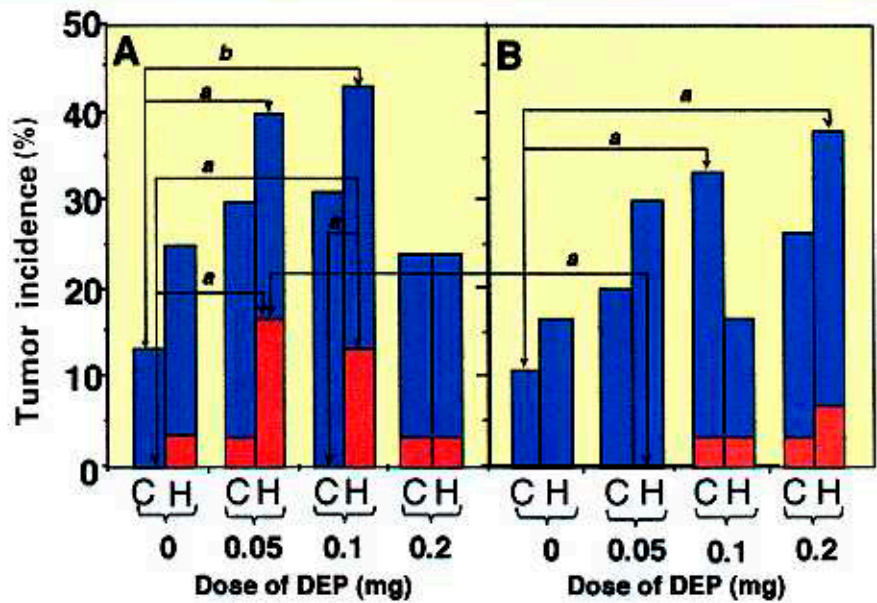 Tumor incidence (%)
50
40
30
20
10
0
A
b
a
a
a
a
B
a
a
a
C H C H C H C H
0 0.05 0.1 0.2
Dose of DEP (mg)
C H C H C H C H
0 0.05 0.1 0.2
Dose of DEP (mg)